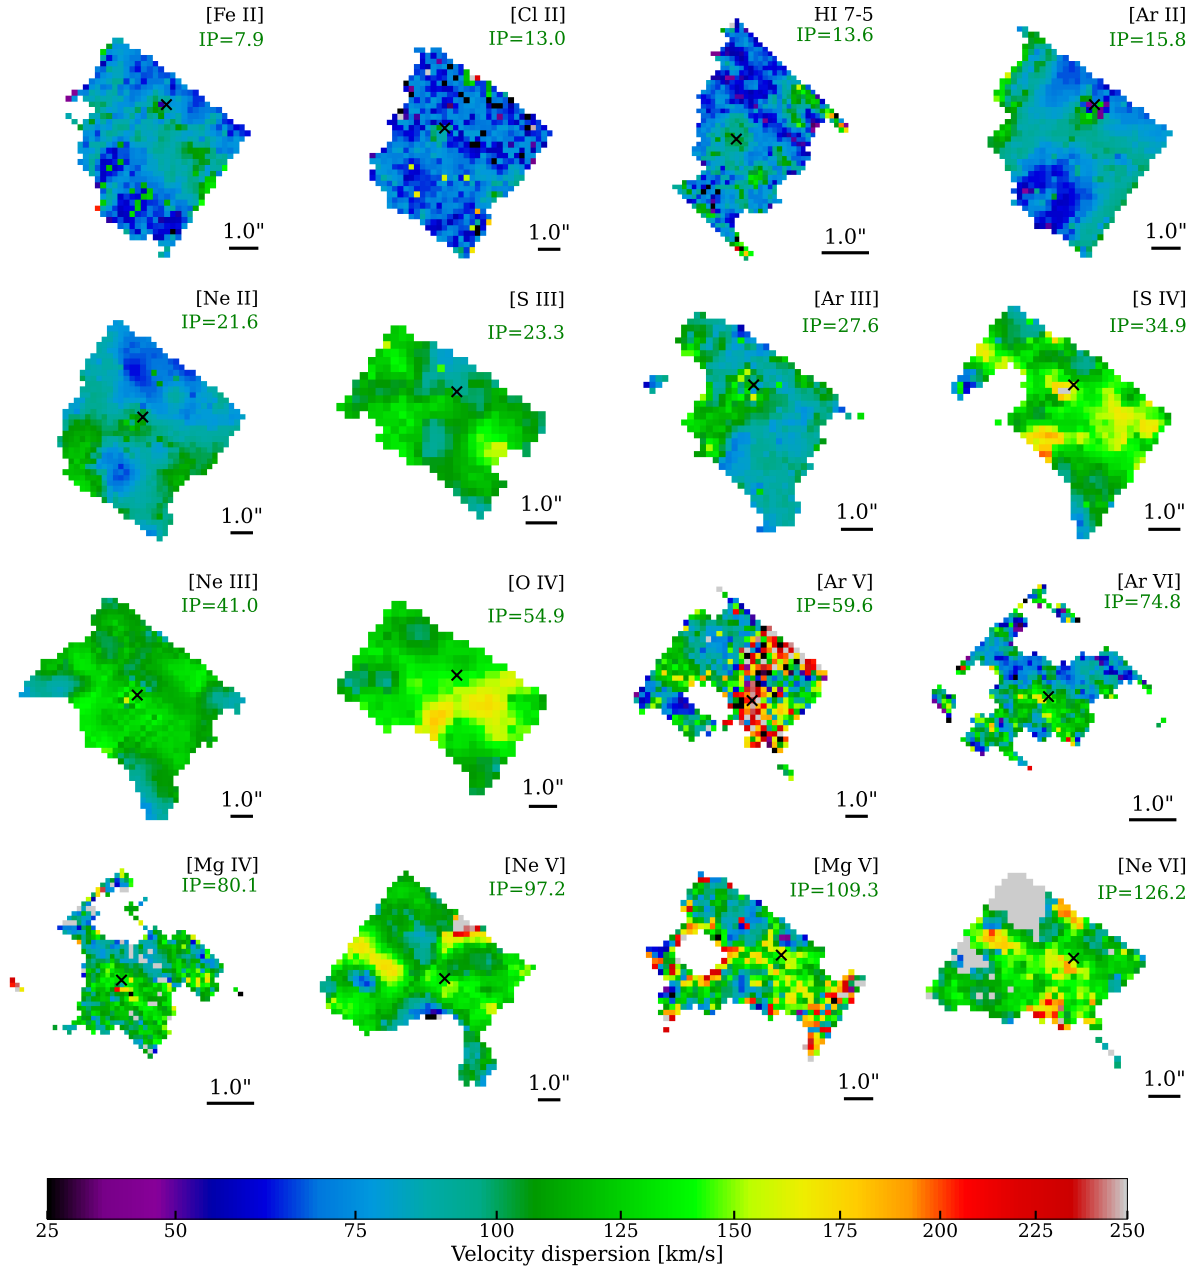 [Fe II]
IP=7.9
1.0"
[Cl II]
IP=13.0
1.0"
HI 7-5
IP=13.6
1.0"
[Ar II]
IP=15.8
1.0"
[Ne II]
IP=21.6
1.0"
[S III]
IP=23.3
1.0"
[Ar III]
IP=27.6
1.0"
[S IV]
IP=34.9
1.0"
[Ne III]
IP=41.0
1.0"
[O IV]
IP=54.9
1.0"
[Ar V]
IP=59.6
1.0"
[Ar VI]
IP=74.8
1.0"
[Mg IV]
IP=80.1
1.0"
[Ne V]
IP=97.2
1.0"
[Mg V]
IP=109.3
1.0"
[Ne VI]
IP=126.2
1.0"
25 50 75 100 125 150 175 200 225 250
Velocity dispersion [km/s]